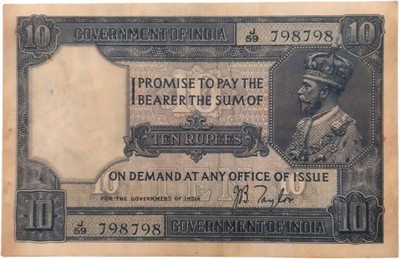 10 GOVERNMENT OF INDIA 10
J/59 798798
I PROMISE TO PAY THE
BEARER THE SUM OF
TEN RUPEES
ON DEMAND AT ANY OFFICE OF ISSUE
10 10
FOR THE GOVERNMENT OF INDIA
J B Taylor
10 J/59 798798 10
GOVERNMENT OF INDIA